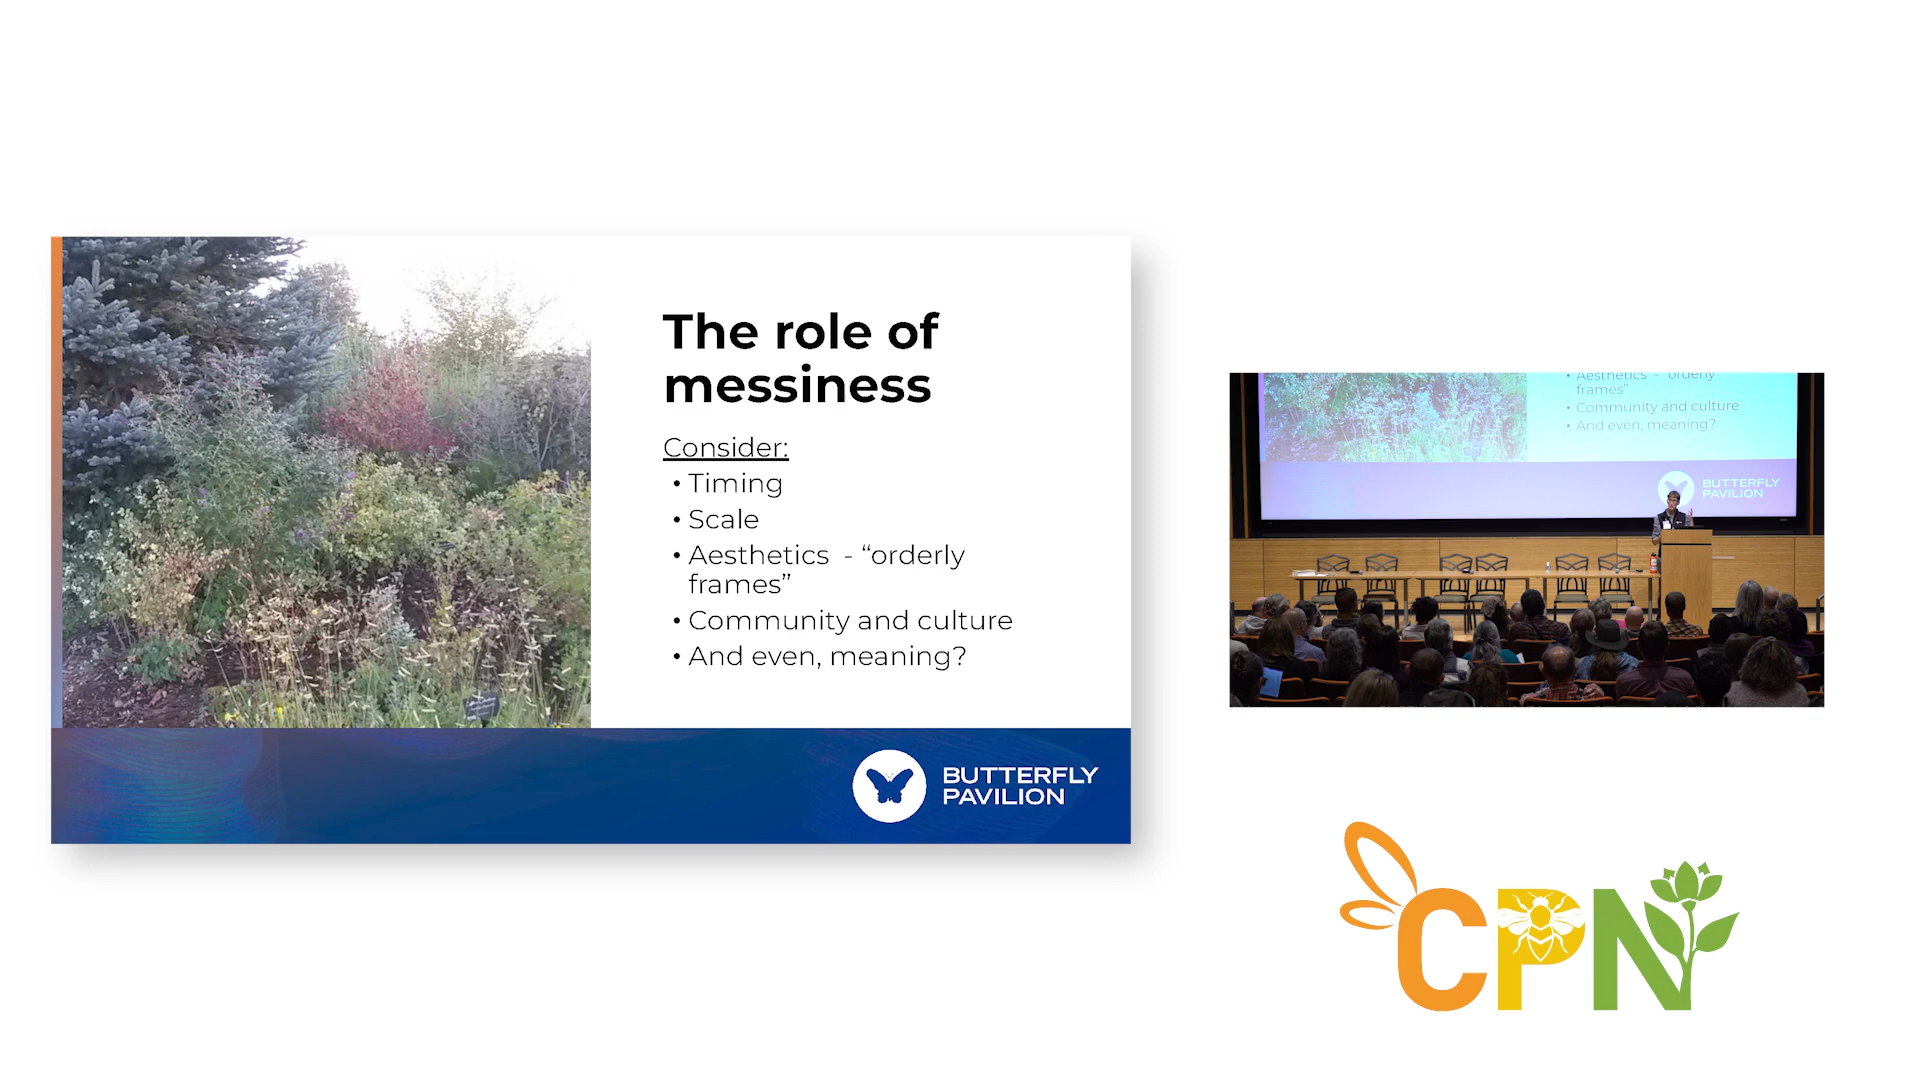 The role of
messiness
Consider:
• Timing
• Scale
• Aesthetics - “orderly
frames”
• Community and culture
• And even, meaning?
BUTTERFLY
PAVILION
• Aesthetics - “orderly
frames”
• Community and culture
• And even, meaning?
BUTTERFLY
PAVILION
CPN